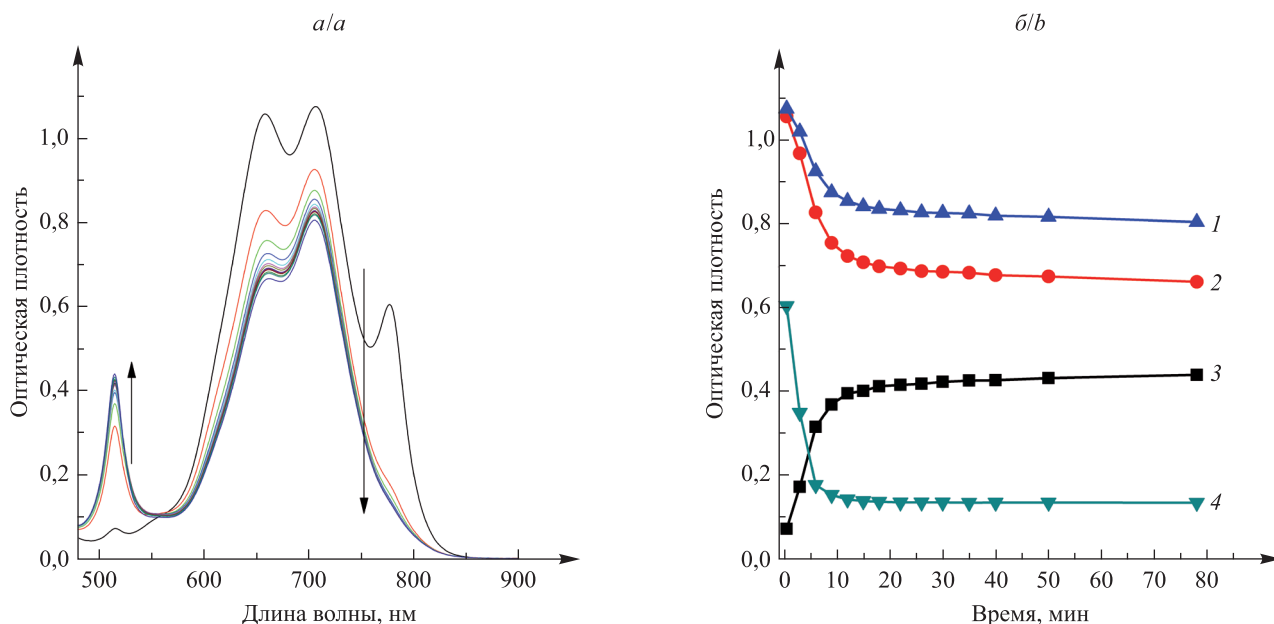 а/a
Оптическая плотность
1,0
0,8
0,6
0,4
0,2
0,0
500 600 700 800 900
Длина волны, нм
б/b
Оптическая плотность
1,0
0,8
0,6
0,4
0,2
0,0
1
2
3
4
0 10 20 30 40 50 60 70 80
Время, мин